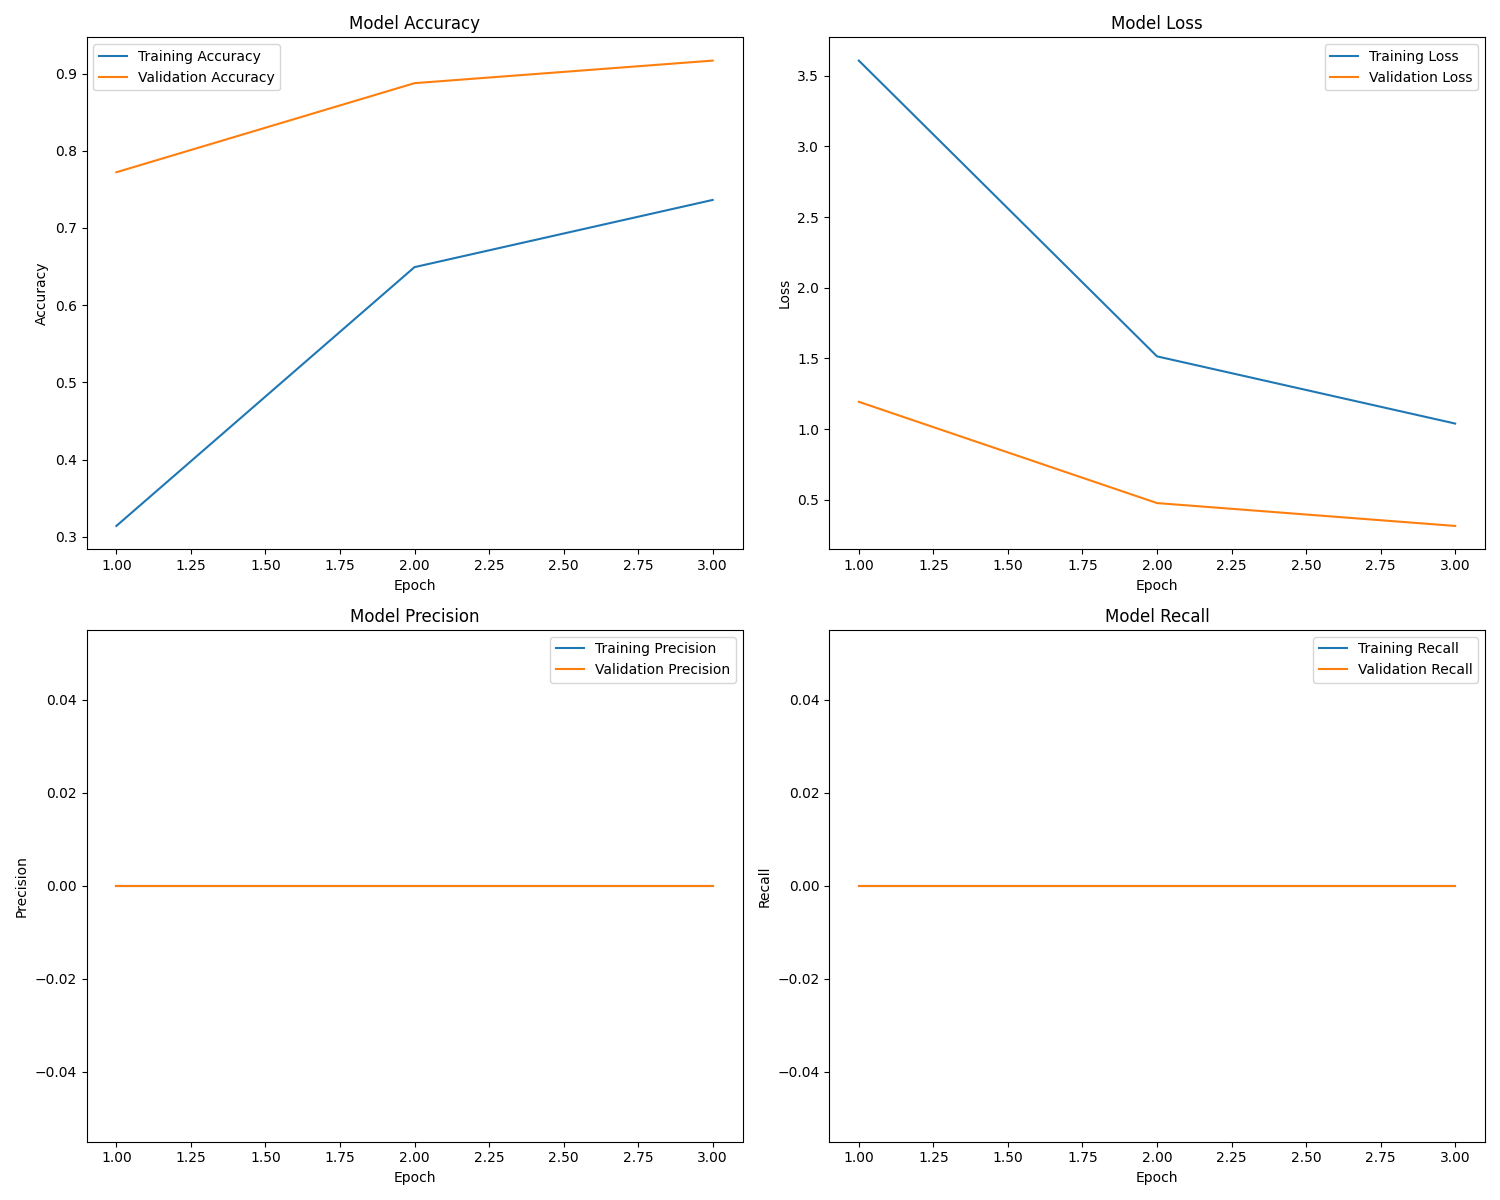 Model Accuracy
Training Accuracy
Validation Accuracy
0.9
0.8
0.7
0.6
0.5
0.4
0.3
Accuracy
1.00 1.25 1.50 1.75 2.00 2.25 2.50 2.75 3.00
Epoch
Model Loss
Training Loss
Validation Loss
3.5
3.0
2.5
2.0
1.5
1.0
0.5
Loss
1.00 1.25 1.50 1.75 2.00 2.25 2.50 2.75 3.00
Epoch
Model Precision
Training Precision
Validation Precision
0.04
0.02
0.00
−0.02
−0.04
Precision
1.00 1.25 1.50 1.75 2.00 2.25 2.50 2.75 3.00
Epoch
Model Recall
Training Recall
Validation Recall
0.04
0.02
0.00
−0.02
−0.04
Recall
1.00 1.25 1.50 1.75 2.00 2.25 2.50 2.75 3.00
Epoch